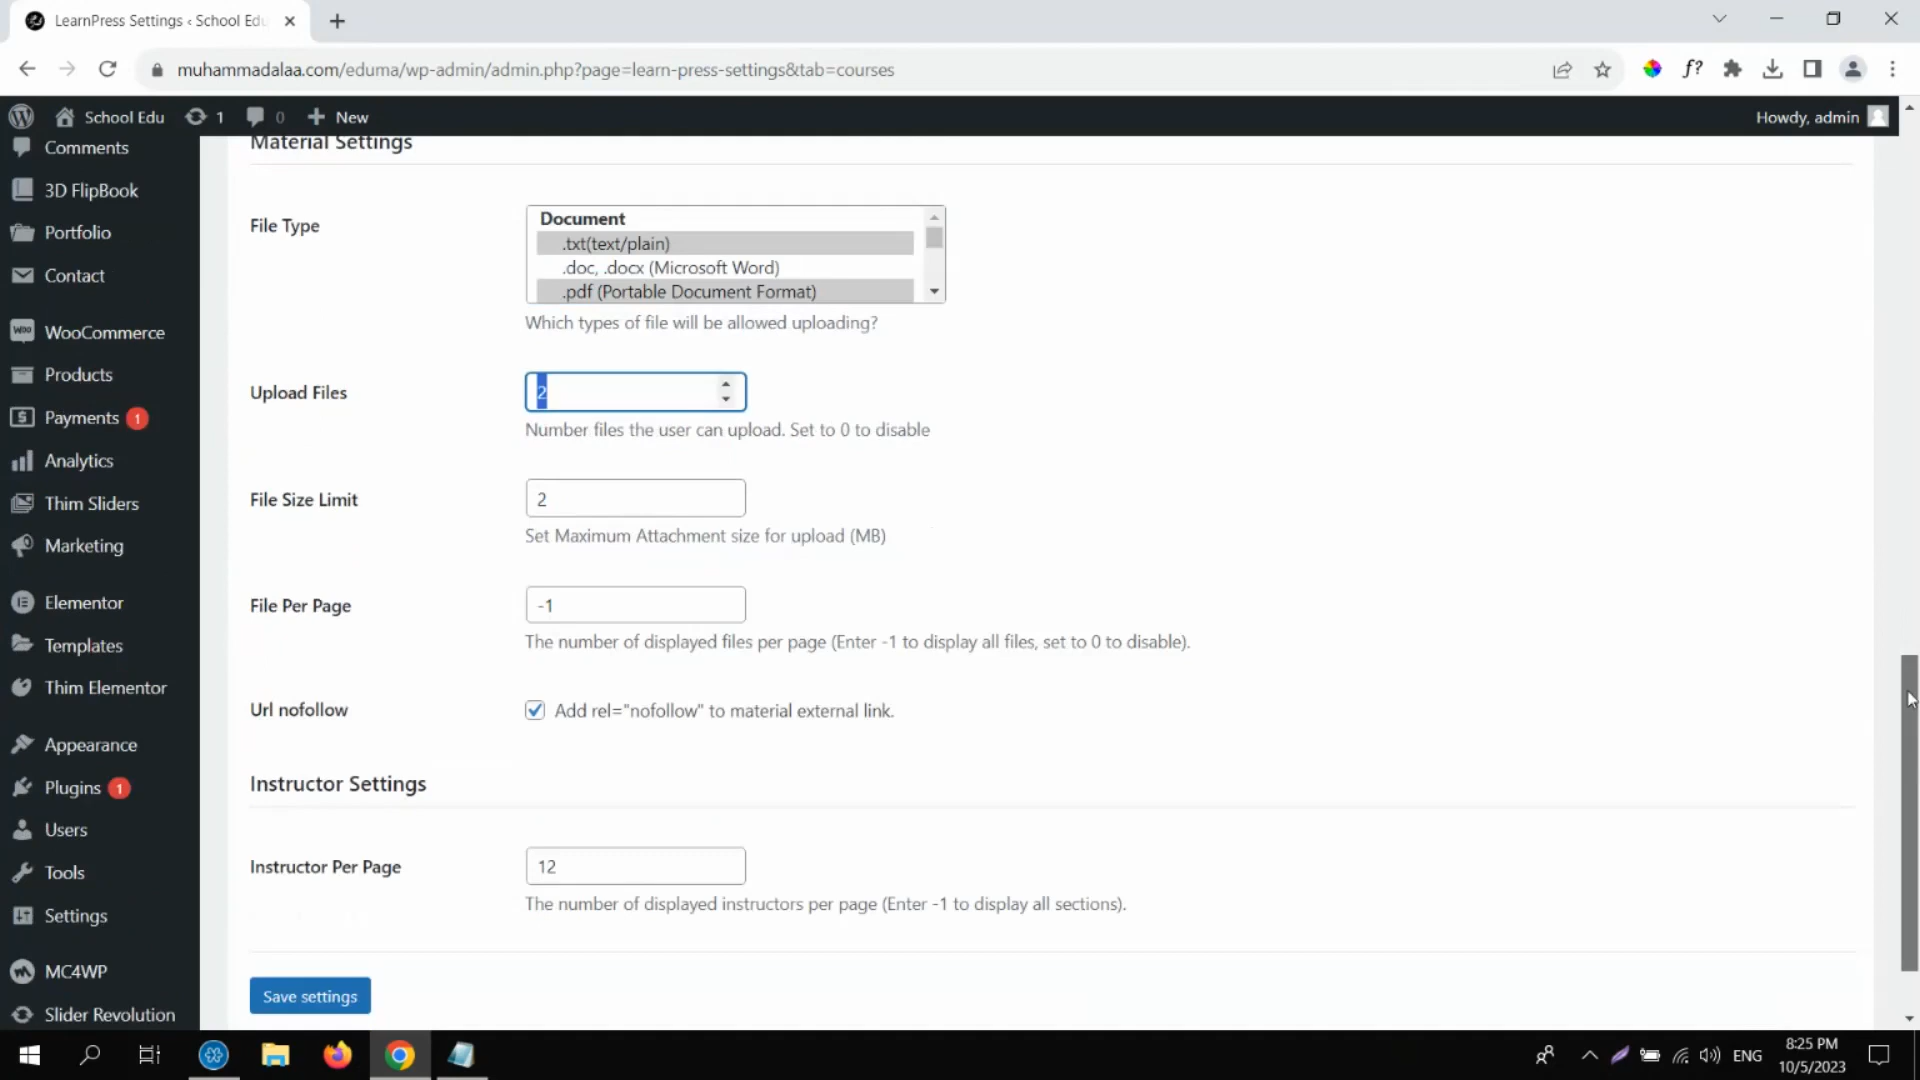 LearnPress Settings ‹ School Edu
muhammadalaa.com/eduma/wp-admin/admin.php?page=learn-press-settings&tab=courses
f?
School Edu 1 0 New Howdy, admin
Comments
3D FlipBook
Portfolio
Contact
WooCommerce
Products
Payments 1
Analytics
Thim Sliders
Marketing
Elementor
Templates
Thim Elementor
Appearance
Plugins 1
Users
Tools
Settings
MC4WP
Slider Revolution
Material Settings
File Type
Document
.txt(text/plain)
.doc, .docx (Microsoft Word)
.pdf (Portable Document Format)
Which types of file will be allowed uploading?
Upload Files
2
Number files the user can upload. Set to 0 to disable
File Size Limit
2
Set Maximum Attachment size for upload (MB)
File Per Page
-1
The number of displayed files per page (Enter -1 to display all files, set to 0 to disable).
Url nofollow
Add rel="nofollow" to material external link.
Instructor Settings
Instructor Per Page
12
The number of displayed instructors per page (Enter -1 to display all sections).
Save settings
ENG
8:25 PM
10/5/2023